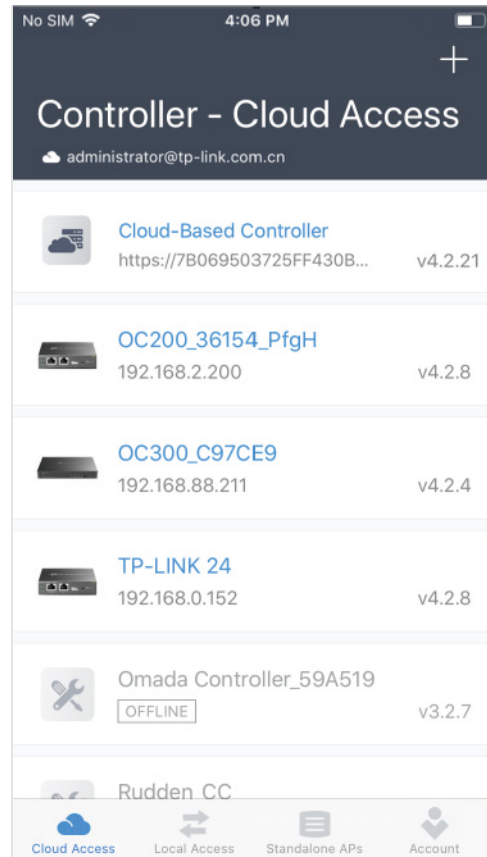 No SIM 4:06 PM
Controller - Cloud Access
administrator@tp-link.com.cn
Cloud-Based Controller
https://7B069503725FF430B... v4.2.21
OC200_36154_PfgH
192.168.2.200 v4.2.8
OC300_C97CE9
192.168.88.211 v4.2.4
TP-LINK 24
192.168.0.152 v4.2.8
Omada Controller_59A519
OFFLINE v3.2.7
Rudden_CC
Cloud Access Local Access Standalone APs Account